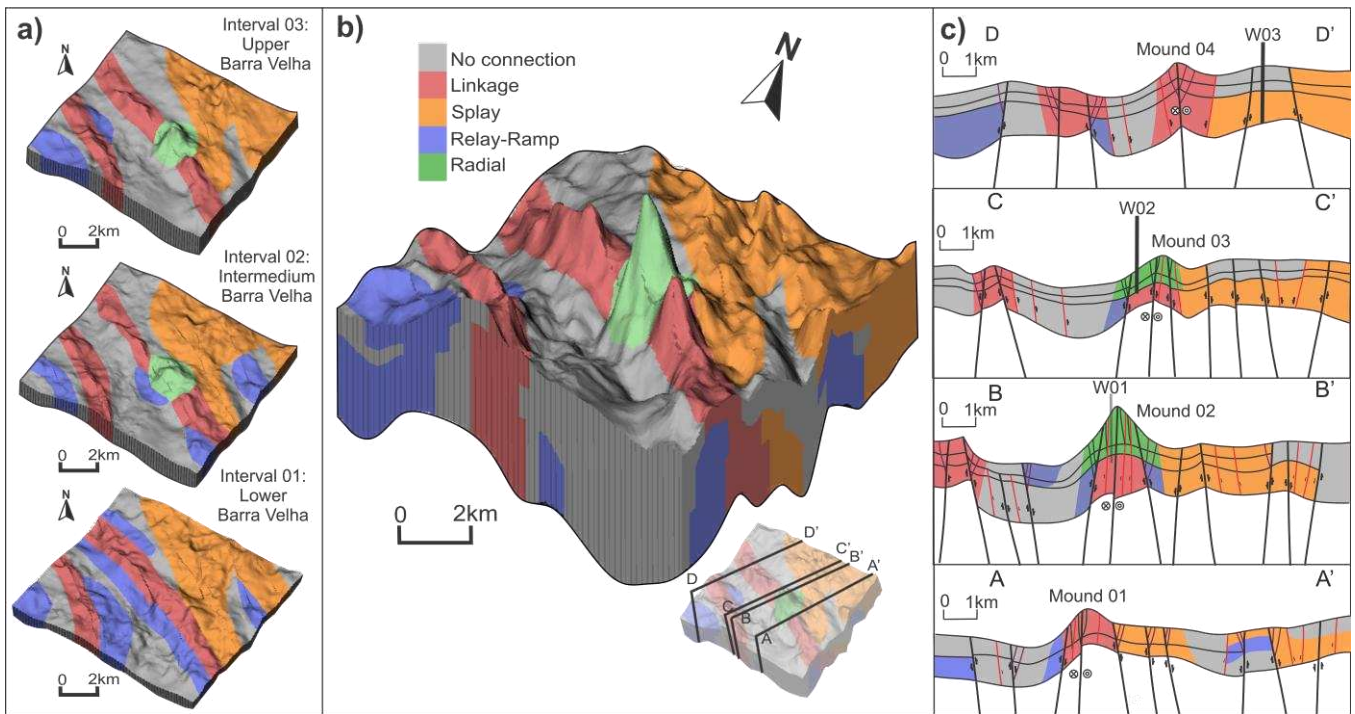 a)
Interval 03:
Upper
Barra Velha
N
0 2km
Interval 02:
Intermedium
Barra Velha
N
0 2km
Interval 01:
Lower
Barra Velha
N
0 2km
b)
No connection
Linkage
Splay
Relay-Ramp
Radial
N
0 2km
D
D'
C
C'
B
B'
A
A'
c)
D D'
0 1km
Mound 04
W03
C C'
0 1km
W02
Mound 03
B B'
0 1km
W01
Mound 02
A A'
0 1km
Mound 01